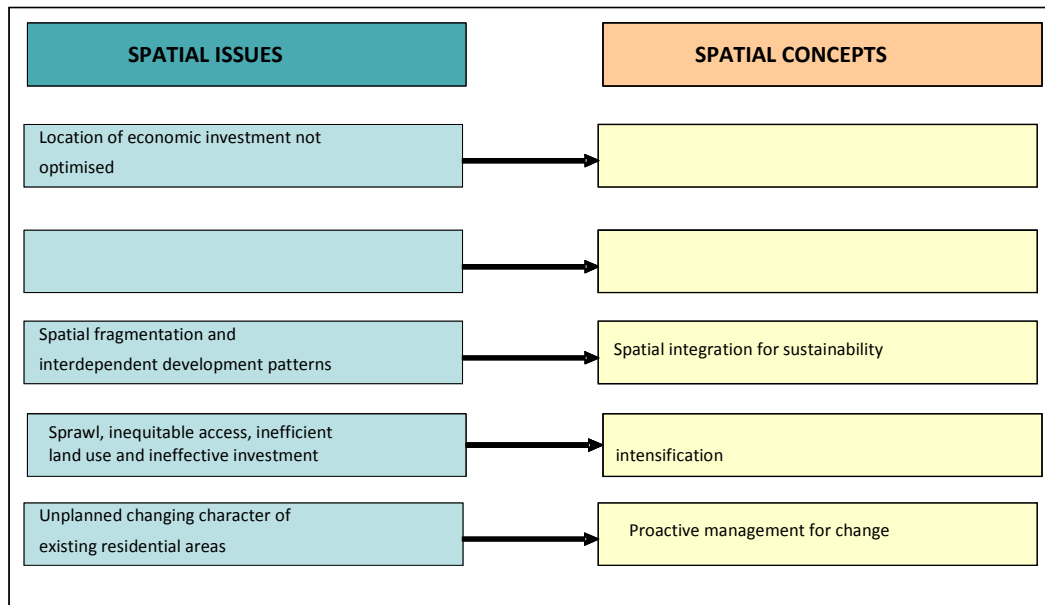 SPATIAL ISSUES
SPATIAL CONCEPTS
Location of economic investment not
optimised
Spatial fragmentation and
interdependent development patterns
Spatial integration for sustainability
Sprawl, inequitable access, inefficient
land use and ineffective investment
intensification
Unplanned changing character of
existing residential areas
Proactive management for change